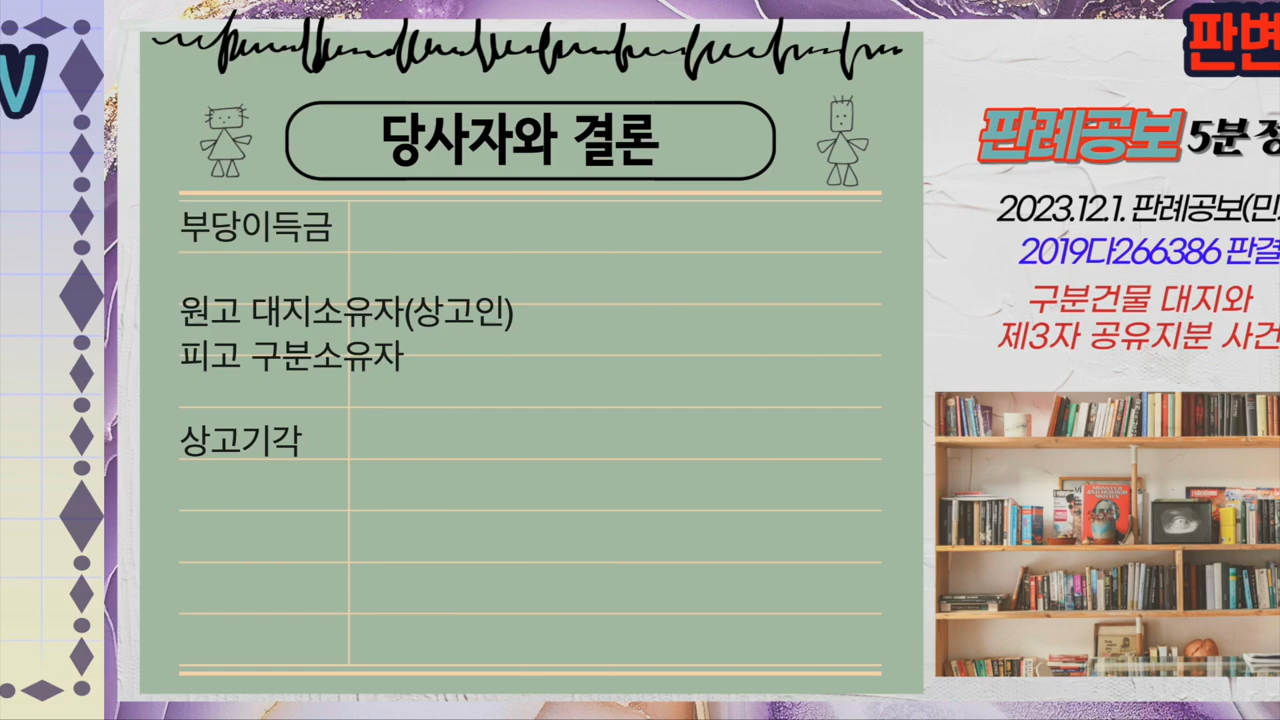 V
당사자와 결론
부당이득금
원고 대지소유자(상고인)
피고 구분소유자
상고기각
판변
판례공보 5분 정
2023.12.1. 판례공보(민
2019다266386 판결
구분건물 대지와
제3자 공유지분 사건